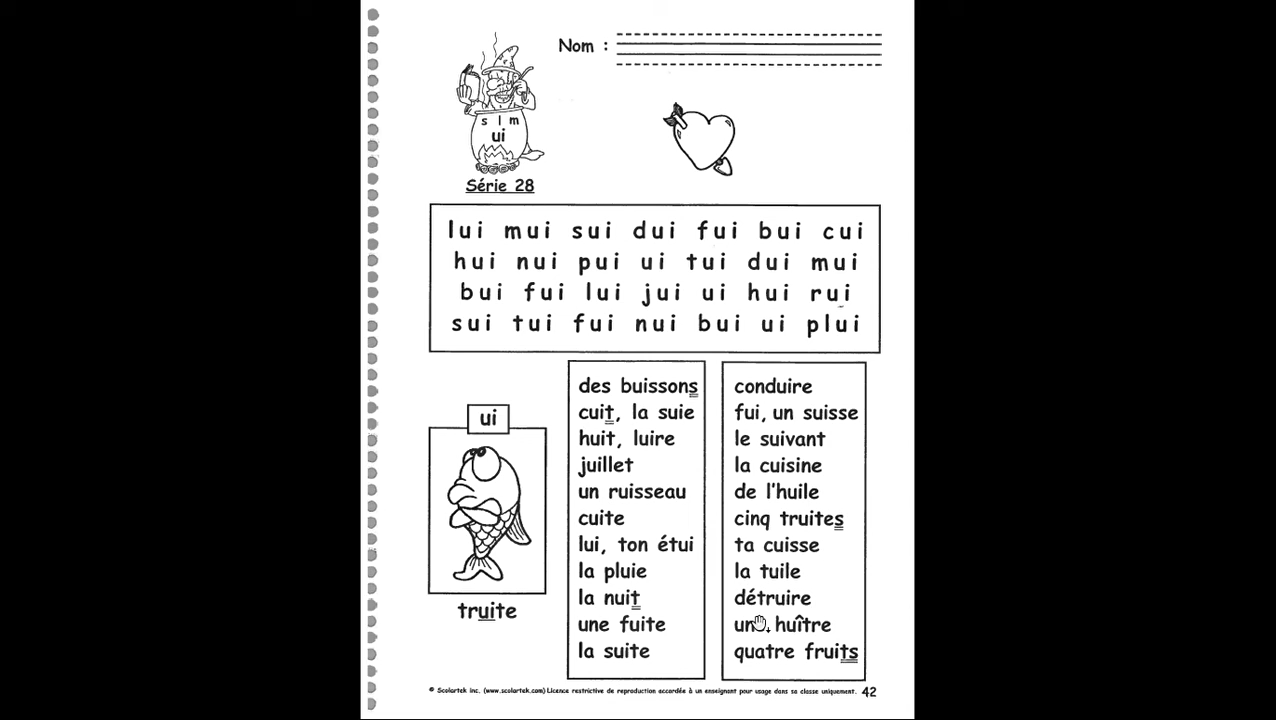 Nom :
s l m
ui
Série 28
lui mui sui dui fui bui cui
hui nui pui ui tui dui mui
bui fui lui jui ui hui rui
sui tui fui nui bui ui plui
ui
truite
des buissons
cuit, la suie
huit, luire
juillet
un ruisseau
cuite
lui, ton étui
la pluie
la nuit
une fuite
la suite
conduire
fui, un suisse
le suivant
la cuisine
de l'huile
cinq truites
ta cuisse
la tuile
détruire
huître
quatre fruits
© Scolartek inc. (www.scolartek.com) Licence restrictive de reproduction accordée à un enseignant pour usage dans sa classe uniquement. 42